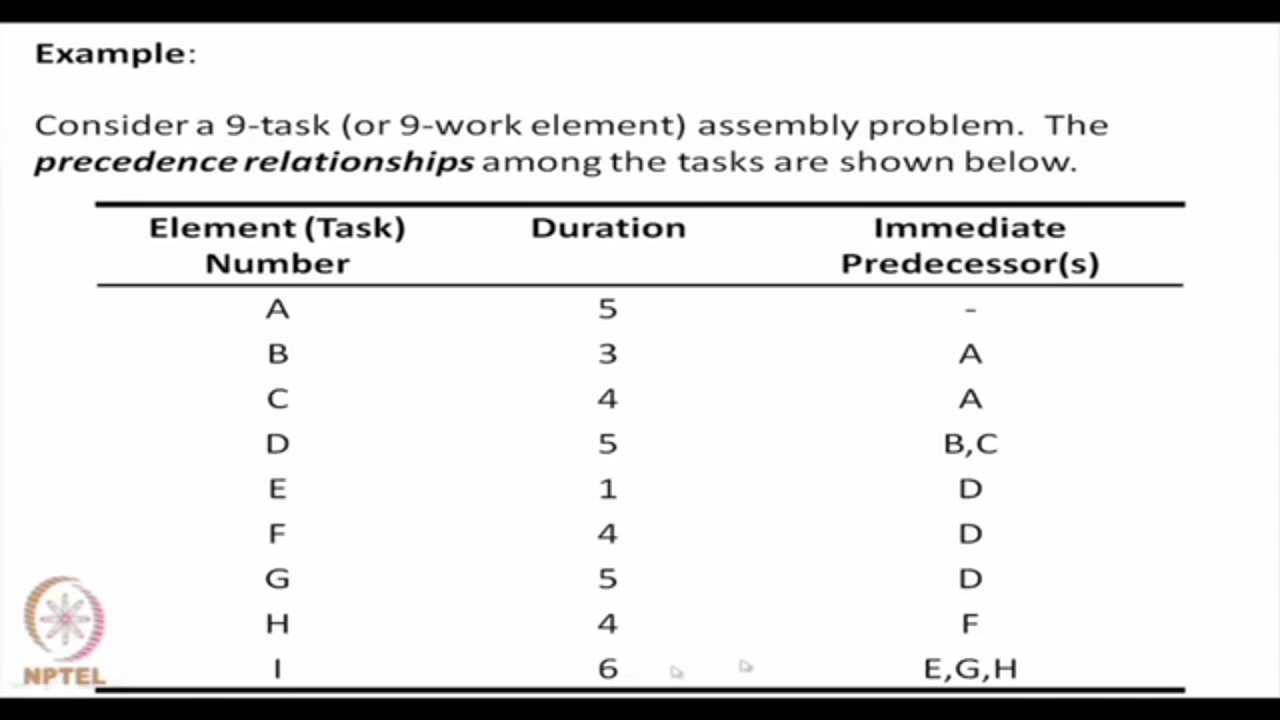 Example:
Consider a 9-task (or 9-work element) assembly problem. The
precedence relationships among the tasks are shown below.
Element (Task) Duration Immediate
Number Predecessor(s)
A 5 -
B 3 A
C 4 A
D 5 B,C
E 1 D
F 4 D
G 5 D
H 4 F
I 6 E,G,H
NPTEL